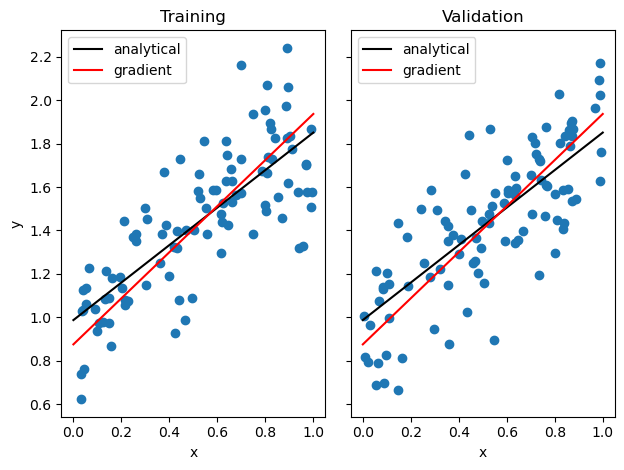 Training
Validation
analytical
gradient
analytical
gradient
y
2.2
2.0
1.8
1.6
1.4
1.2
1.0
0.8
0.6
0.0 0.2 0.4 0.6 0.8 1.0
0.0 0.2 0.4 0.6 0.8 1.0
x
x